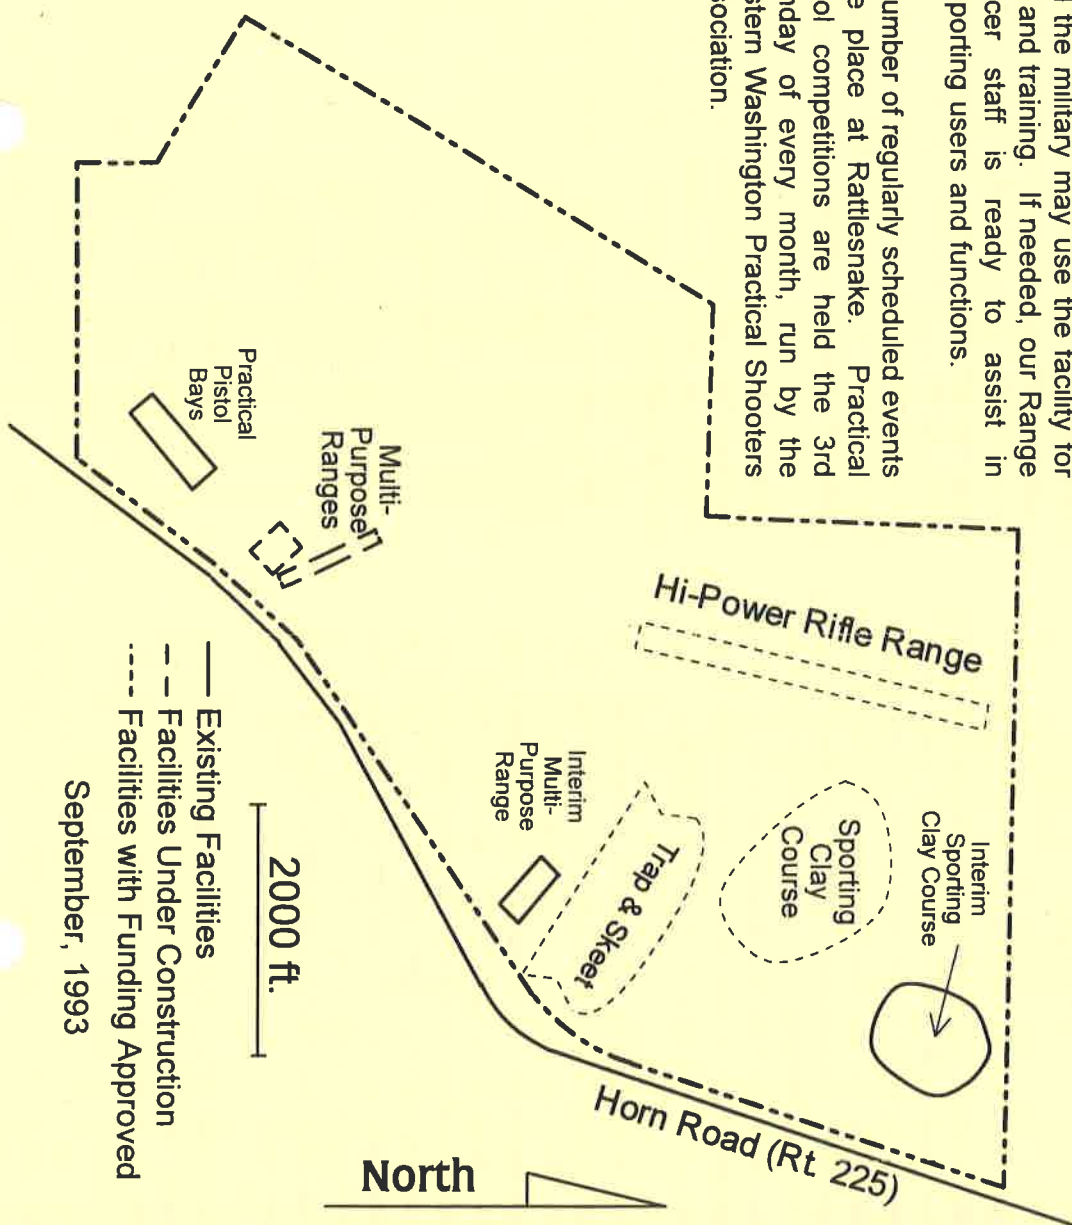 the military may use the facility for
and training. If needed, our Range
cer staff is ready to assist in
porting users and functions.
umber of regularly scheduled events
e place at Rattlesnake. Practical
ol competitions are held the 3rd
nday of every month, run by the
stern Washington Practical Shooters
sociation.
Practical
Pistol
Bays
Multi-
Purpose
Ranges
Hi-Power Rifle Range
Interim
Multi-
Purpose
Range
Trap & Skeet
Sporting
Clay
Course
Interim
Sporting
Clay Course
Horn Road (Rt. 225)
North
2000 ft.
Existing Facilities
Facilities Under Construction
Facilities with Funding Approved
September, 1993